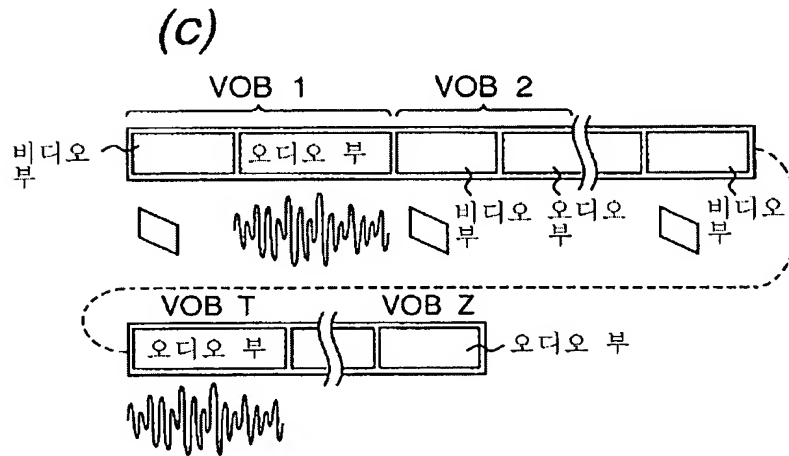 (c)
VOB 1 VOB 2
비디오
부
오디오 부
비디오
부
오디오
부
비디오
부
VOB T VOB Z
오디오 부
오디오 부